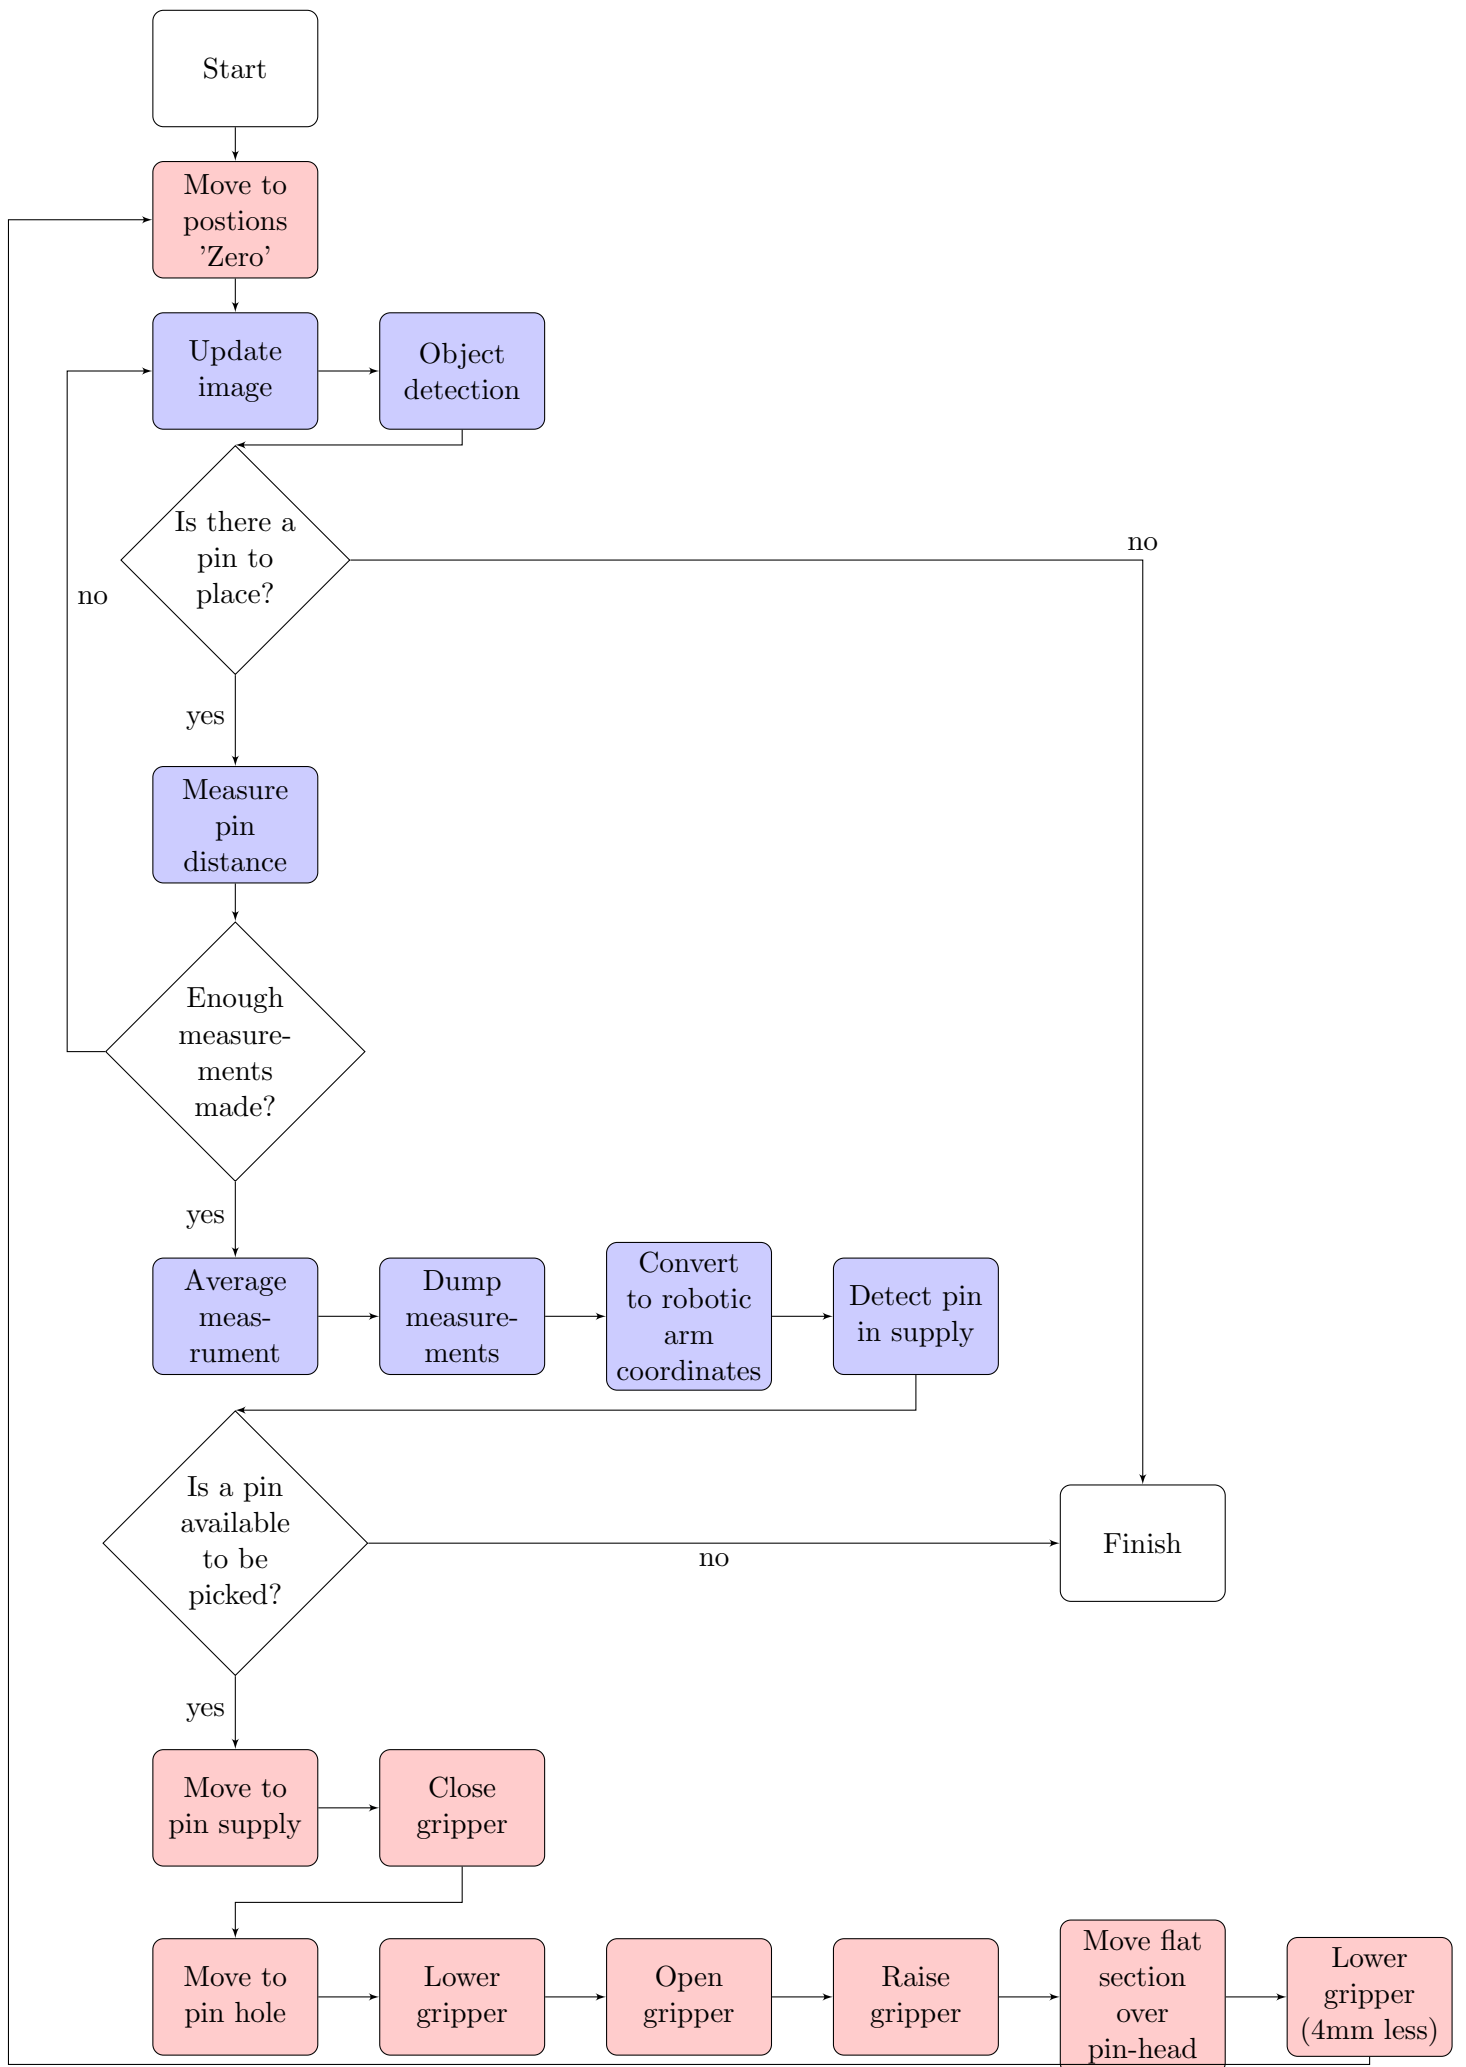 Start
Move to
postions
’Zero’
Update
image
Object
detection
Is there a
pin to
place?
no
no
yes
Measure
pin
distance
Enough
measure-
ments
made?
yes
Average
meas-
rument
Dump
measure-
ments
Convert
to robotic
arm
coordinates
Detect pin
in supply
Is a pin
available
to be
picked?
no
Finish
yes
Move to
pin supply
Close
gripper
Move to
pin hole
Lower
gripper
Open
gripper
Raise
gripper
Move flat
section
over
pin-head
Lower
gripper
(4mm less)